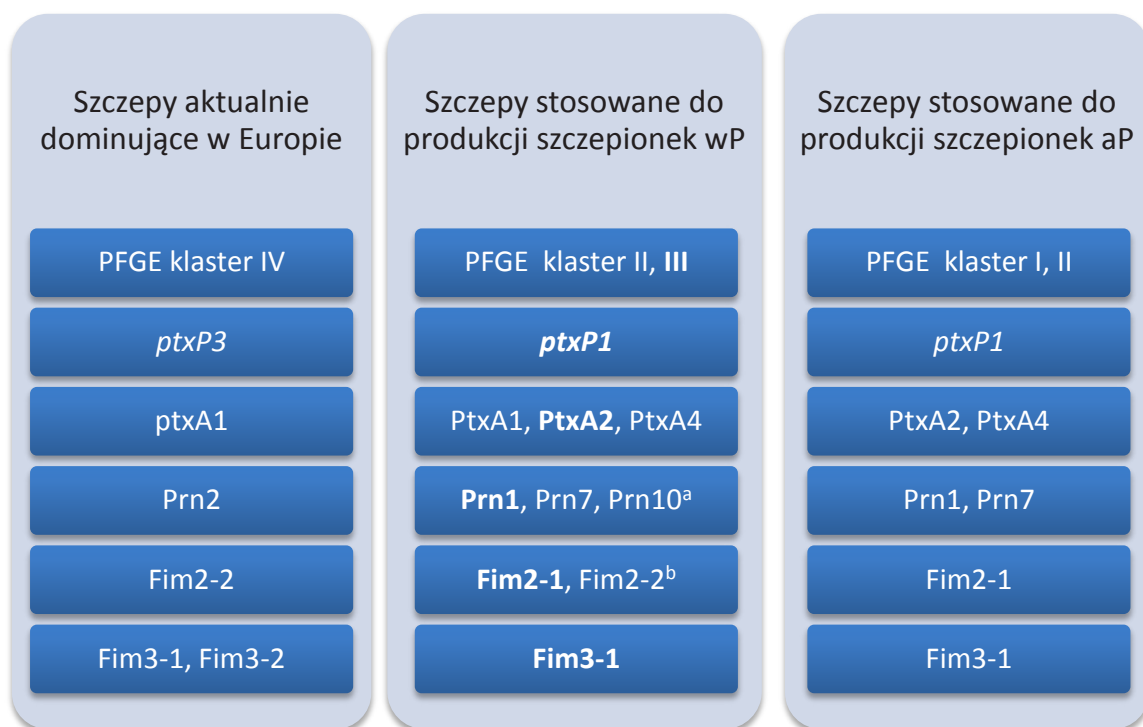 Szczepy aktualnie
dominujące w Europie
PFGE klaster IV
ptxP3
ptxA1
Prn2
Fim2-2
Fim3-1, Fim3-2
Szczepy stosowane do
produkcji szczepionek wP
PFGE klaster II, III
ptxP1
PtxA1, PtxA2, PtxA4
Prn1, Prn7, Prn10ᵃ
Fim2-1, Fim2-2ᵇ
Fim3-1
Szczepy stosowane do
produkcji szczepionek aP
PFGE klaster I, II
ptxP1
PtxA2, PtxA4
Prn1, Prn7
Fim2-1
Fim3-1